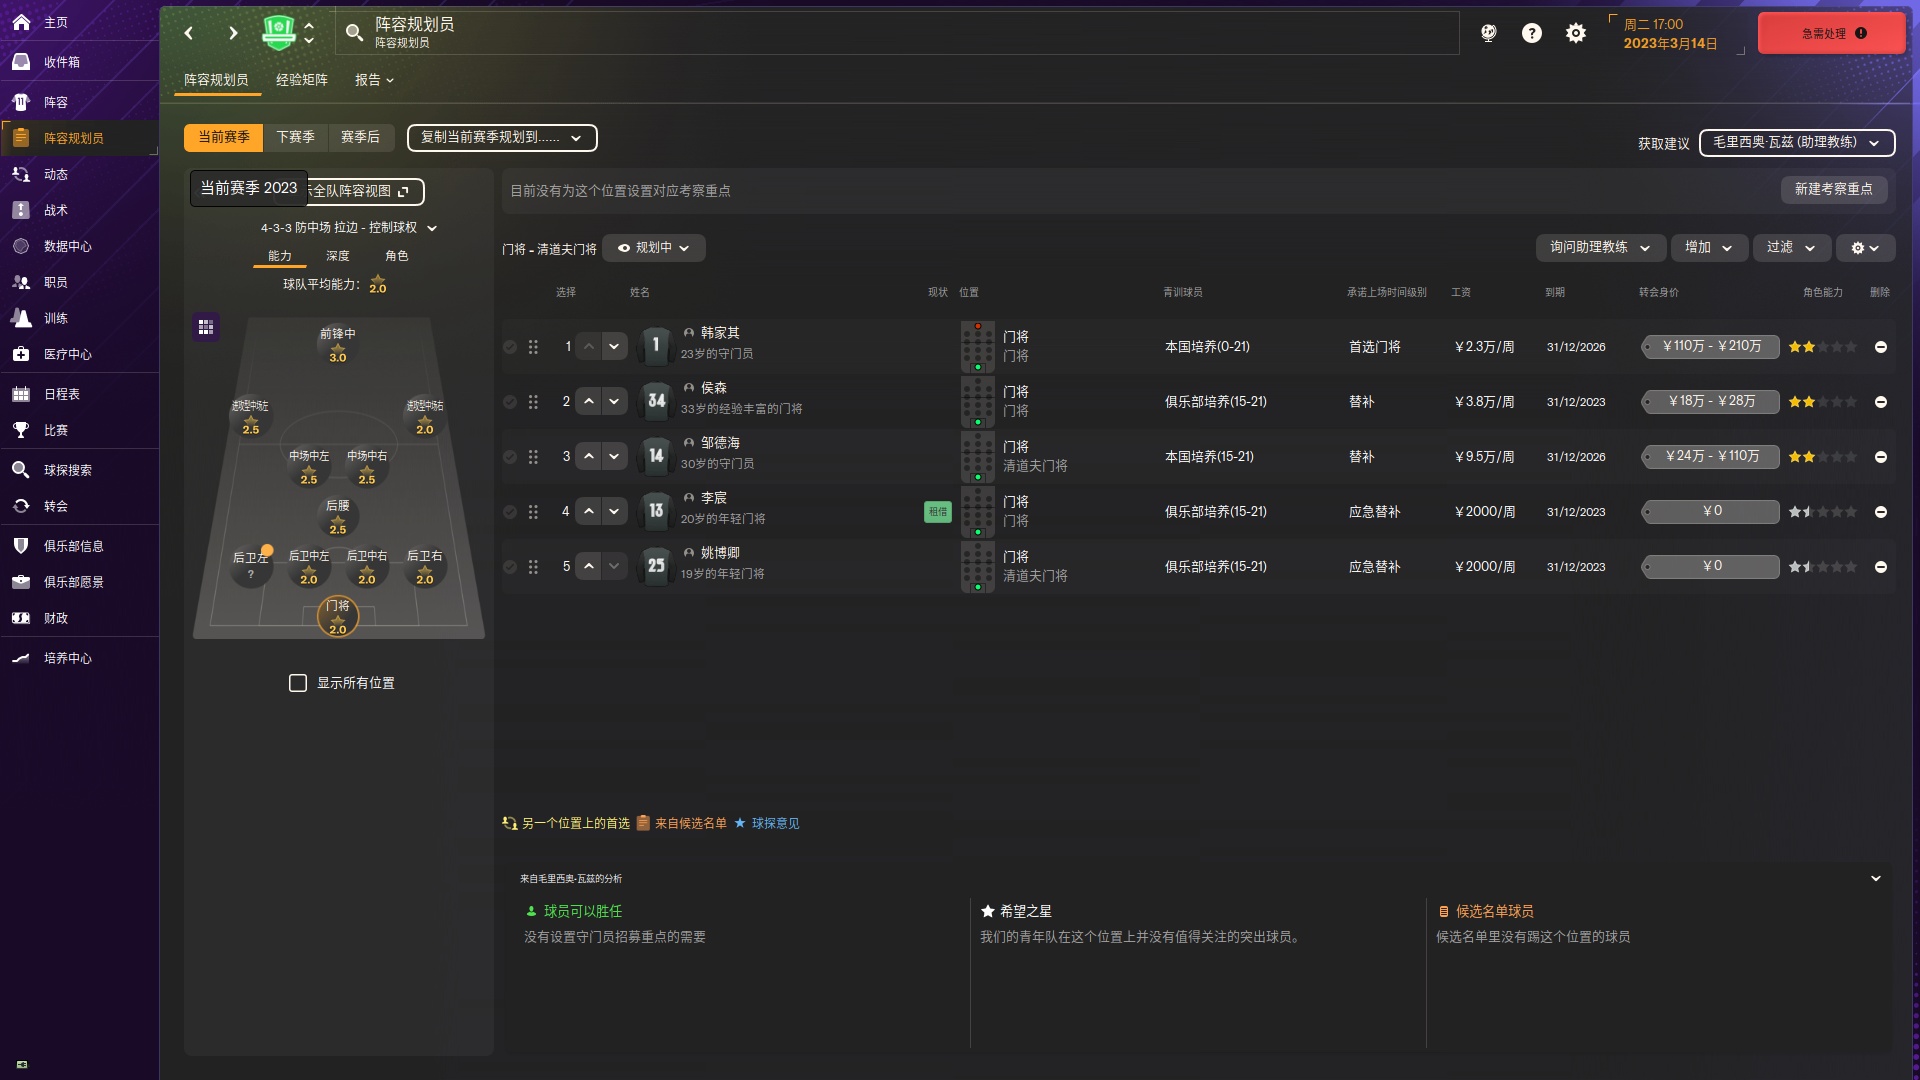 主页
收件箱
阵容
阵容规划员
动态
战术
数据中心
职员
训练
医疗中心
日程表
比赛
球探搜索
转会
俱乐部信息
俱乐部愿景
财政
培养中心
阵容规划员
阵容规划员
周二 17:00
2023年3月14日
急需处理
阵容规划员 经验矩阵 报告
当前赛季 下赛季 赛季后 复制当前赛季规划到......
获取建议 毛里西奥·瓦兹 (助理教练)
当前赛季 2023
全队阵容视图
4-3-3 防中场 拉边 - 控制球权
能力 深度 角色
球队平均能力: 2.0
前锋中
3.0
进攻型中场左 进攻型中场右
2.5 2.0
中场中左 中场中右
2.5 2.5
后腰
2.5
后卫左 后卫中左 后卫中右 后卫右
? 2.0 2.0 2.0
门将
2.0
显示所有位置
目前没有为这个位置设置对应考察重点
新建考察重点
门将 - 清道夫门将 规划中
询问助理教练 增加 过滤
选择 姓名 现状 位置 青训球员 承诺上场时间级别 工资 到期 转会身价 角色能力 删除
1 1 韩家其 23岁的守门员 门将 门将 本国培养(0-21) 首选门将 ¥2.3万/周 31/12/2026 ¥110万 - ¥210万
2 34 侯森 33岁的经验丰富的门将 门将 门将 俱乐部培养(15-21) 替补 ¥3.8万/周 31/12/2023 ¥18万 - ¥28万
3 14 邹德海 30岁的守门员 门将 清道夫门将 本国培养(15-21) 替补 ¥9.5万/周 31/12/2026 ¥24万 - ¥110万
4 13 李宸 20岁的年轻门将 租借 门将 门将 俱乐部培养(15-21) 应急替补 ¥2000/周 31/12/2023 ¥0
5 25 姚博卿 19岁的年轻门将 门将 清道夫门将 俱乐部培养(15-21) 应急替补 ¥2000/周 31/12/2023 ¥0
另一个位置上的首选 来自候选名单 球探意见
来自毛里西奥·瓦兹的分析
球员可以胜任
没有设置守门员招募重点的需要
希望之星
我们的青年队在这个位置上并没有值得关注的突出球员。
候选名单球员
候选名单里没有踢这个位置的球员